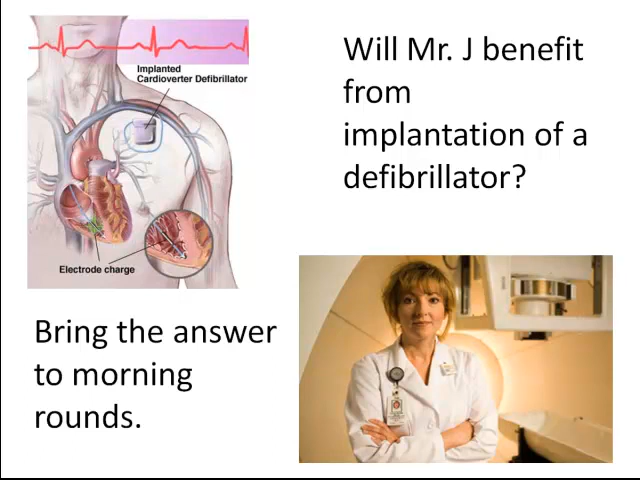 Implanted
Cardioverter Defibrillator
Electrode charge
Will Mr. J benefit
from
implantation of a
defibrillator?
Bring the answer
to morning
rounds.